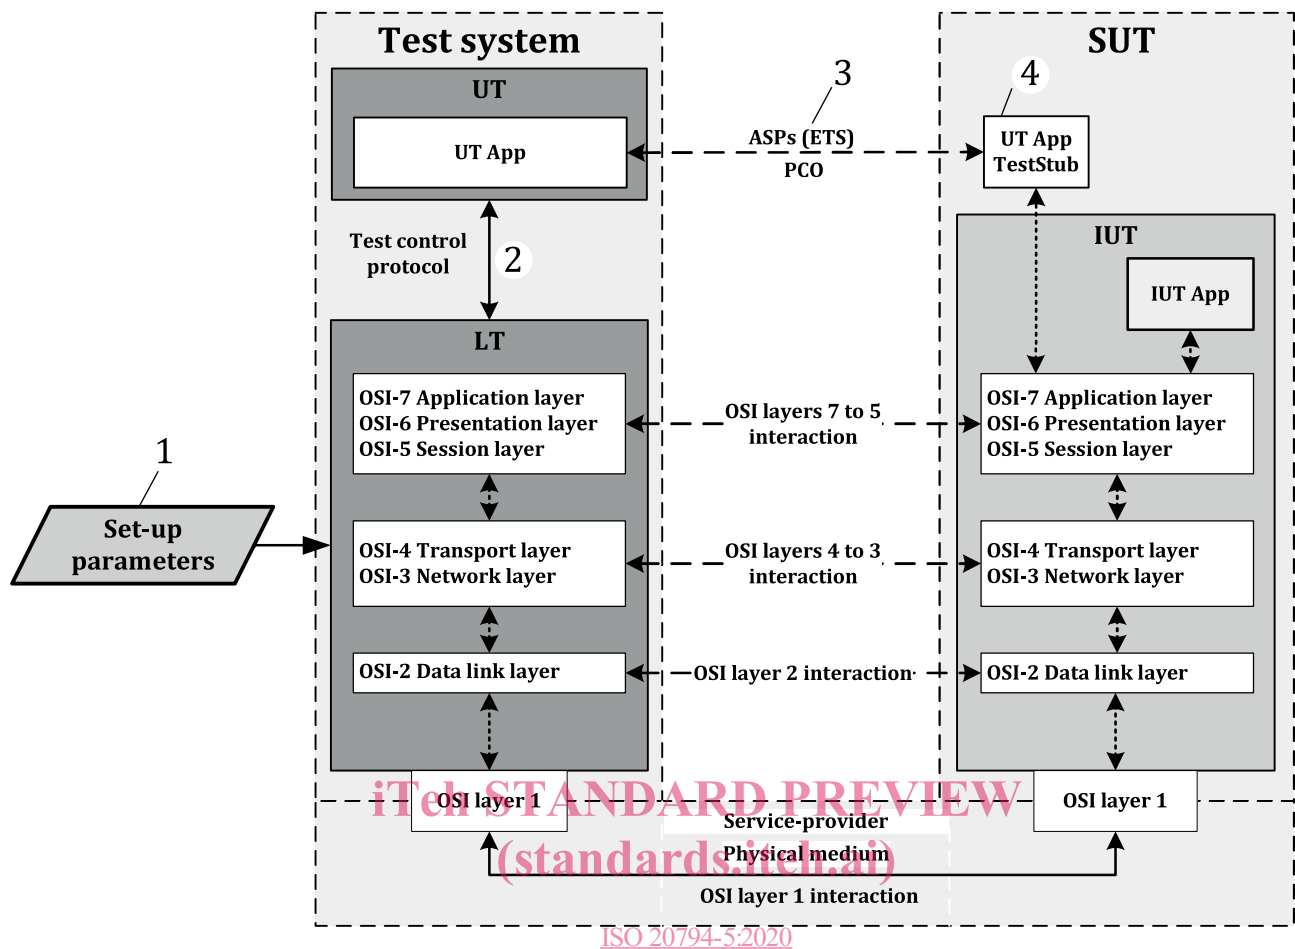 Test system
SUT
UT
UT App
3
ASPs (ETS)
PCO
4
UT App
TestStub
Test control
protocol
2
IUT
IUT App
LT
OSI-7 Application layer
OSI-6 Presentation layer
OSI-5 Session layer
OSI layers 7 to 5
interaction
OSI-7 Application layer
OSI-6 Presentation layer
OSI-5 Session layer
1
Set-up
parameters
OSI-4 Transport layer
OSI-3 Network layer
OSI layers 4 to 3
interaction
OSI-4 Transport layer
OSI-3 Network layer
OSI-2 Data link layer
OSI layer 2 interaction
OSI-2 Data link layer
iTeh STANDARD PREVIEW
OSI layer 1
OSI layer 1
Service-provider
Physical medium
(standards.iteh.ai)
OSI layer 1 interaction
ISO 20794-5:2020